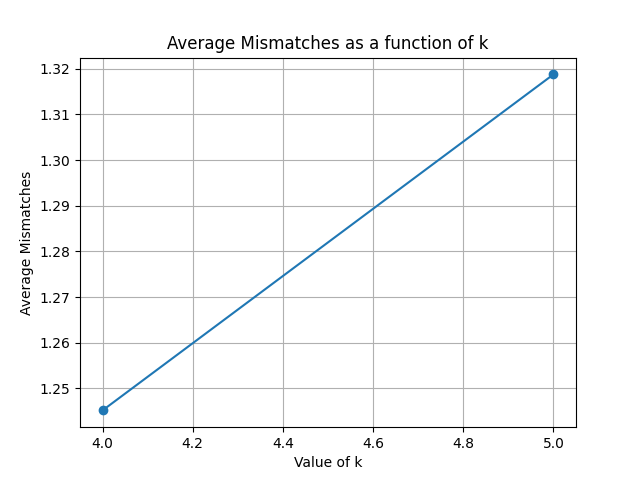 Average Mismatches as a function of k
Average Mismatches
1.32
1.31
1.30
1.29
1.28
1.27
1.26
1.25
4.0 4.2 4.4 4.6 4.8 5.0
Value of k